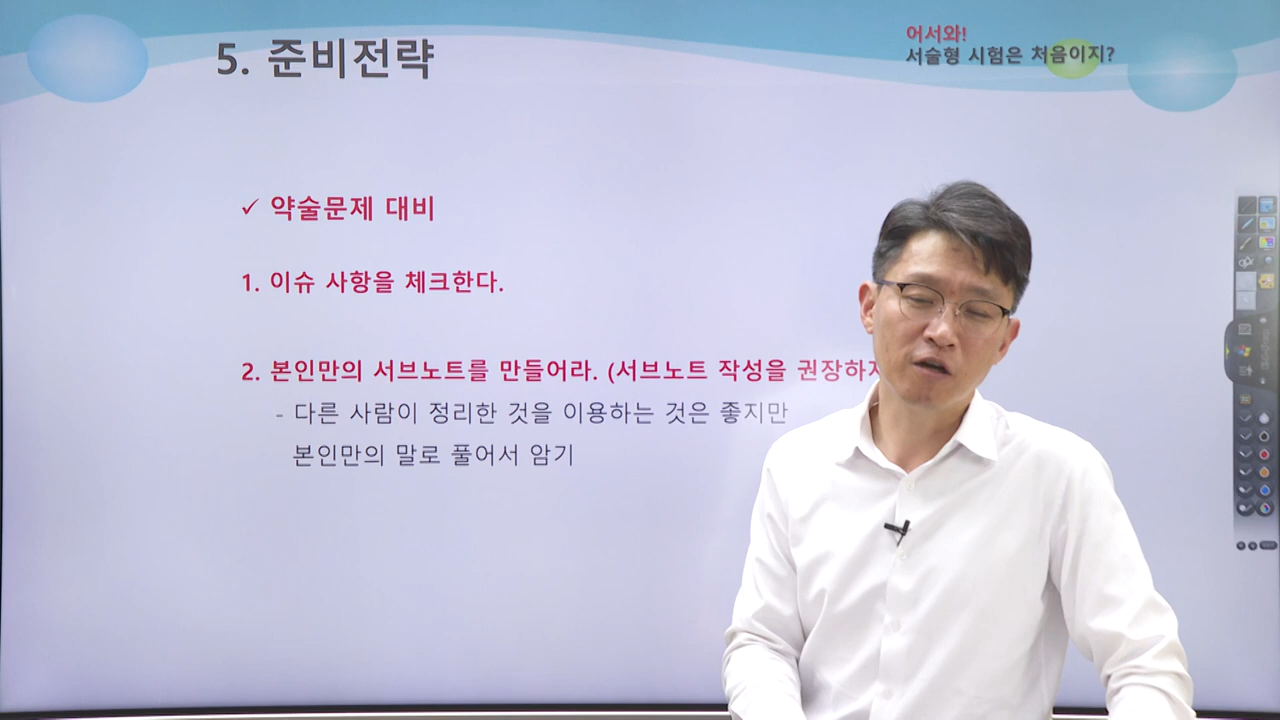 5. 준비전략
어서와!
서술형 시험은 처음이지?
✓ 약술문제 대비
1. 이슈 사항을 체크한다.
2. 본인만의 서브노트를 만들어라. (서브노트 작성을
- 다른 사람이 정리한 것을 이용하는 것은 좋지만
본인만의 말로 풀어서 암기